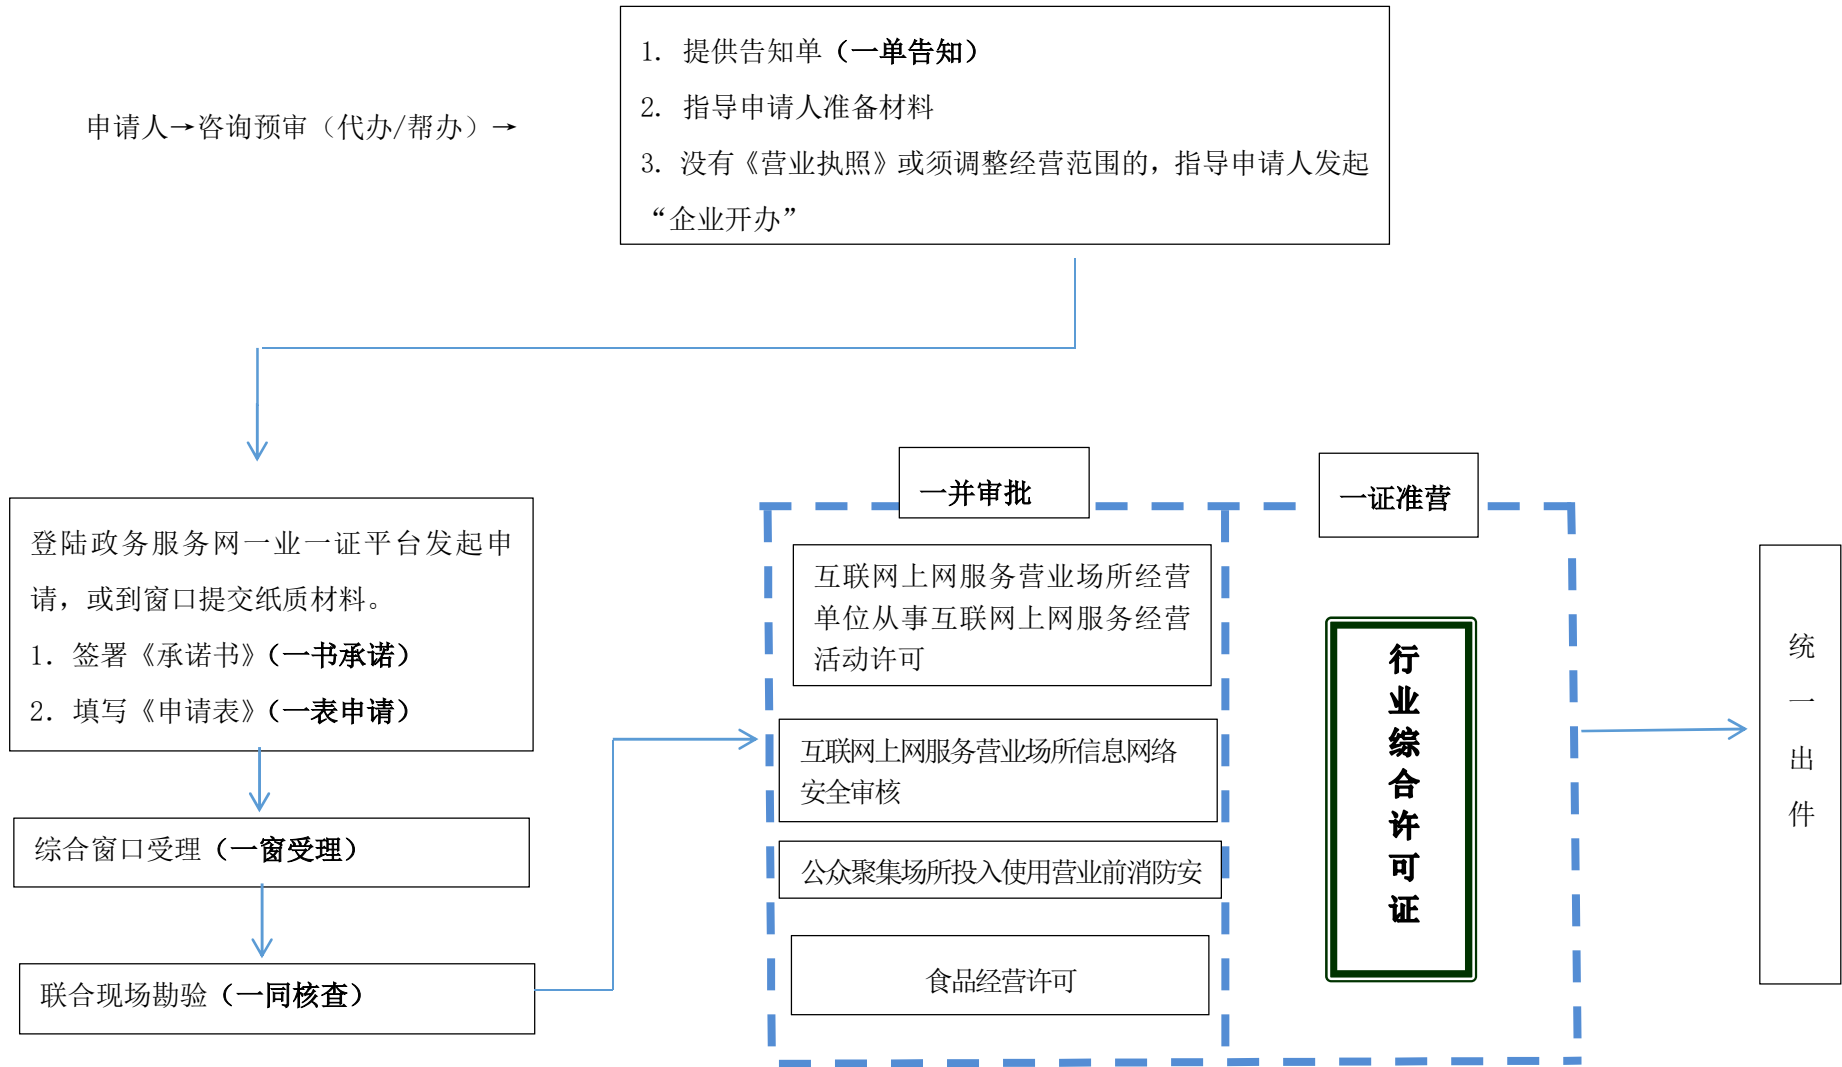 1. 提供告知单（一单告知）
2. 指导申请人准备材料
3. 没有《营业执照》或须调整经营范围的，指导申请人发起
“企业开办”
申请人→咨询预审（代办/帮办）→
登陆政务服务网一业一证平台发起申
请，或到窗口提交纸质材料。
1. 签署《承诺书》（一书承诺）
2. 填写《申请表》（一表申请）
综合窗口受理（一窗受理）
联合现场勘验（一同核查）
一并审批
互联网上网服务营业场所经营
单位从事互联网上网服务经营
活动许可
互联网上网服务营业场所信息网络
安全审核
公众聚集场所投入使用营业前消防安
食品经营许可
一证准营
行业综合许可证
统一出件